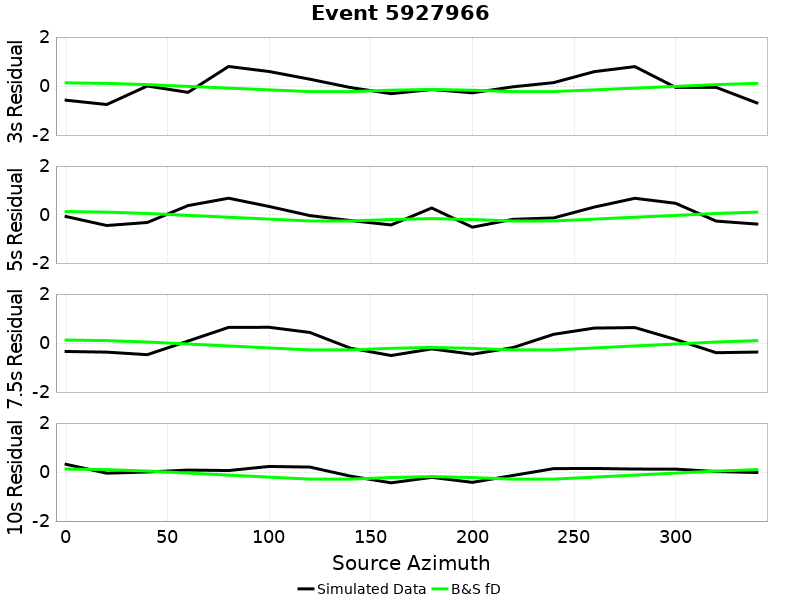 Event 5927966
3s Residual
2
0
-2
5s Residual
2
0
-2
7.5s Residual
2
0
-2
10s Residual
2
0
-2
0 50 100 150 200 250 300
Source Azimuth
Simulated Data B&S fD